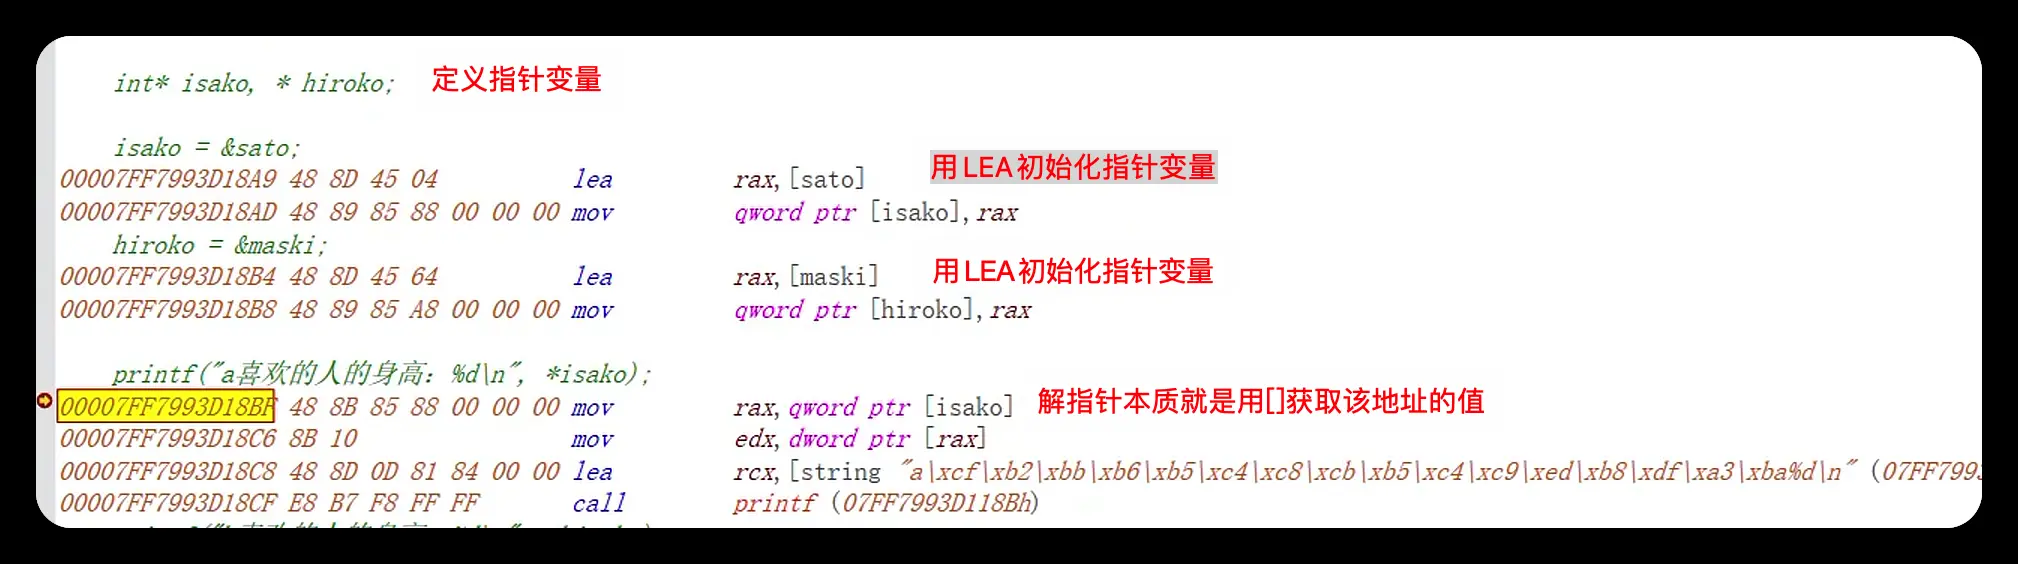 int* isako, * hiroko; 定义指针变量
isako = &sato;
00007FF7993D18A9 48 8D 45 04 lea rax,[sato] 用LEA初始化指针变量
00007FF7993D18AD 48 89 85 88 00 00 00 mov qword ptr [isako],rax
hiroko = &maski;
00007FF7993D18B4 48 8D 45 64 lea rax,[maski] 用LEA初始化指针变量
00007FF7993D18B8 48 89 85 A8 00 00 00 mov qword ptr [hiroko],rax
printf("a喜欢的人的身高: %d\n", *isako);
00007FF7993D18BF 48 8B 85 88 00 00 00 mov rax,qword ptr [isako] 解指针本质就是用[]获取该地址的值
00007FF7993D18C6 8B 10 mov edx,dword ptr [rax]
00007FF7993D18C8 48 8D 0D 81 84 00 00 lea rcx,[string "a\xcf\xb2\xbb\xb6\xb5\xc4\xc8\xcb\xb5\xc4\xc9\xed\xb8\xdf\xa3\xba%d\n" (07FF799
00007FF7993D18CF E8 B7 F8 FF FF call printf (07FF7993D118Bh)